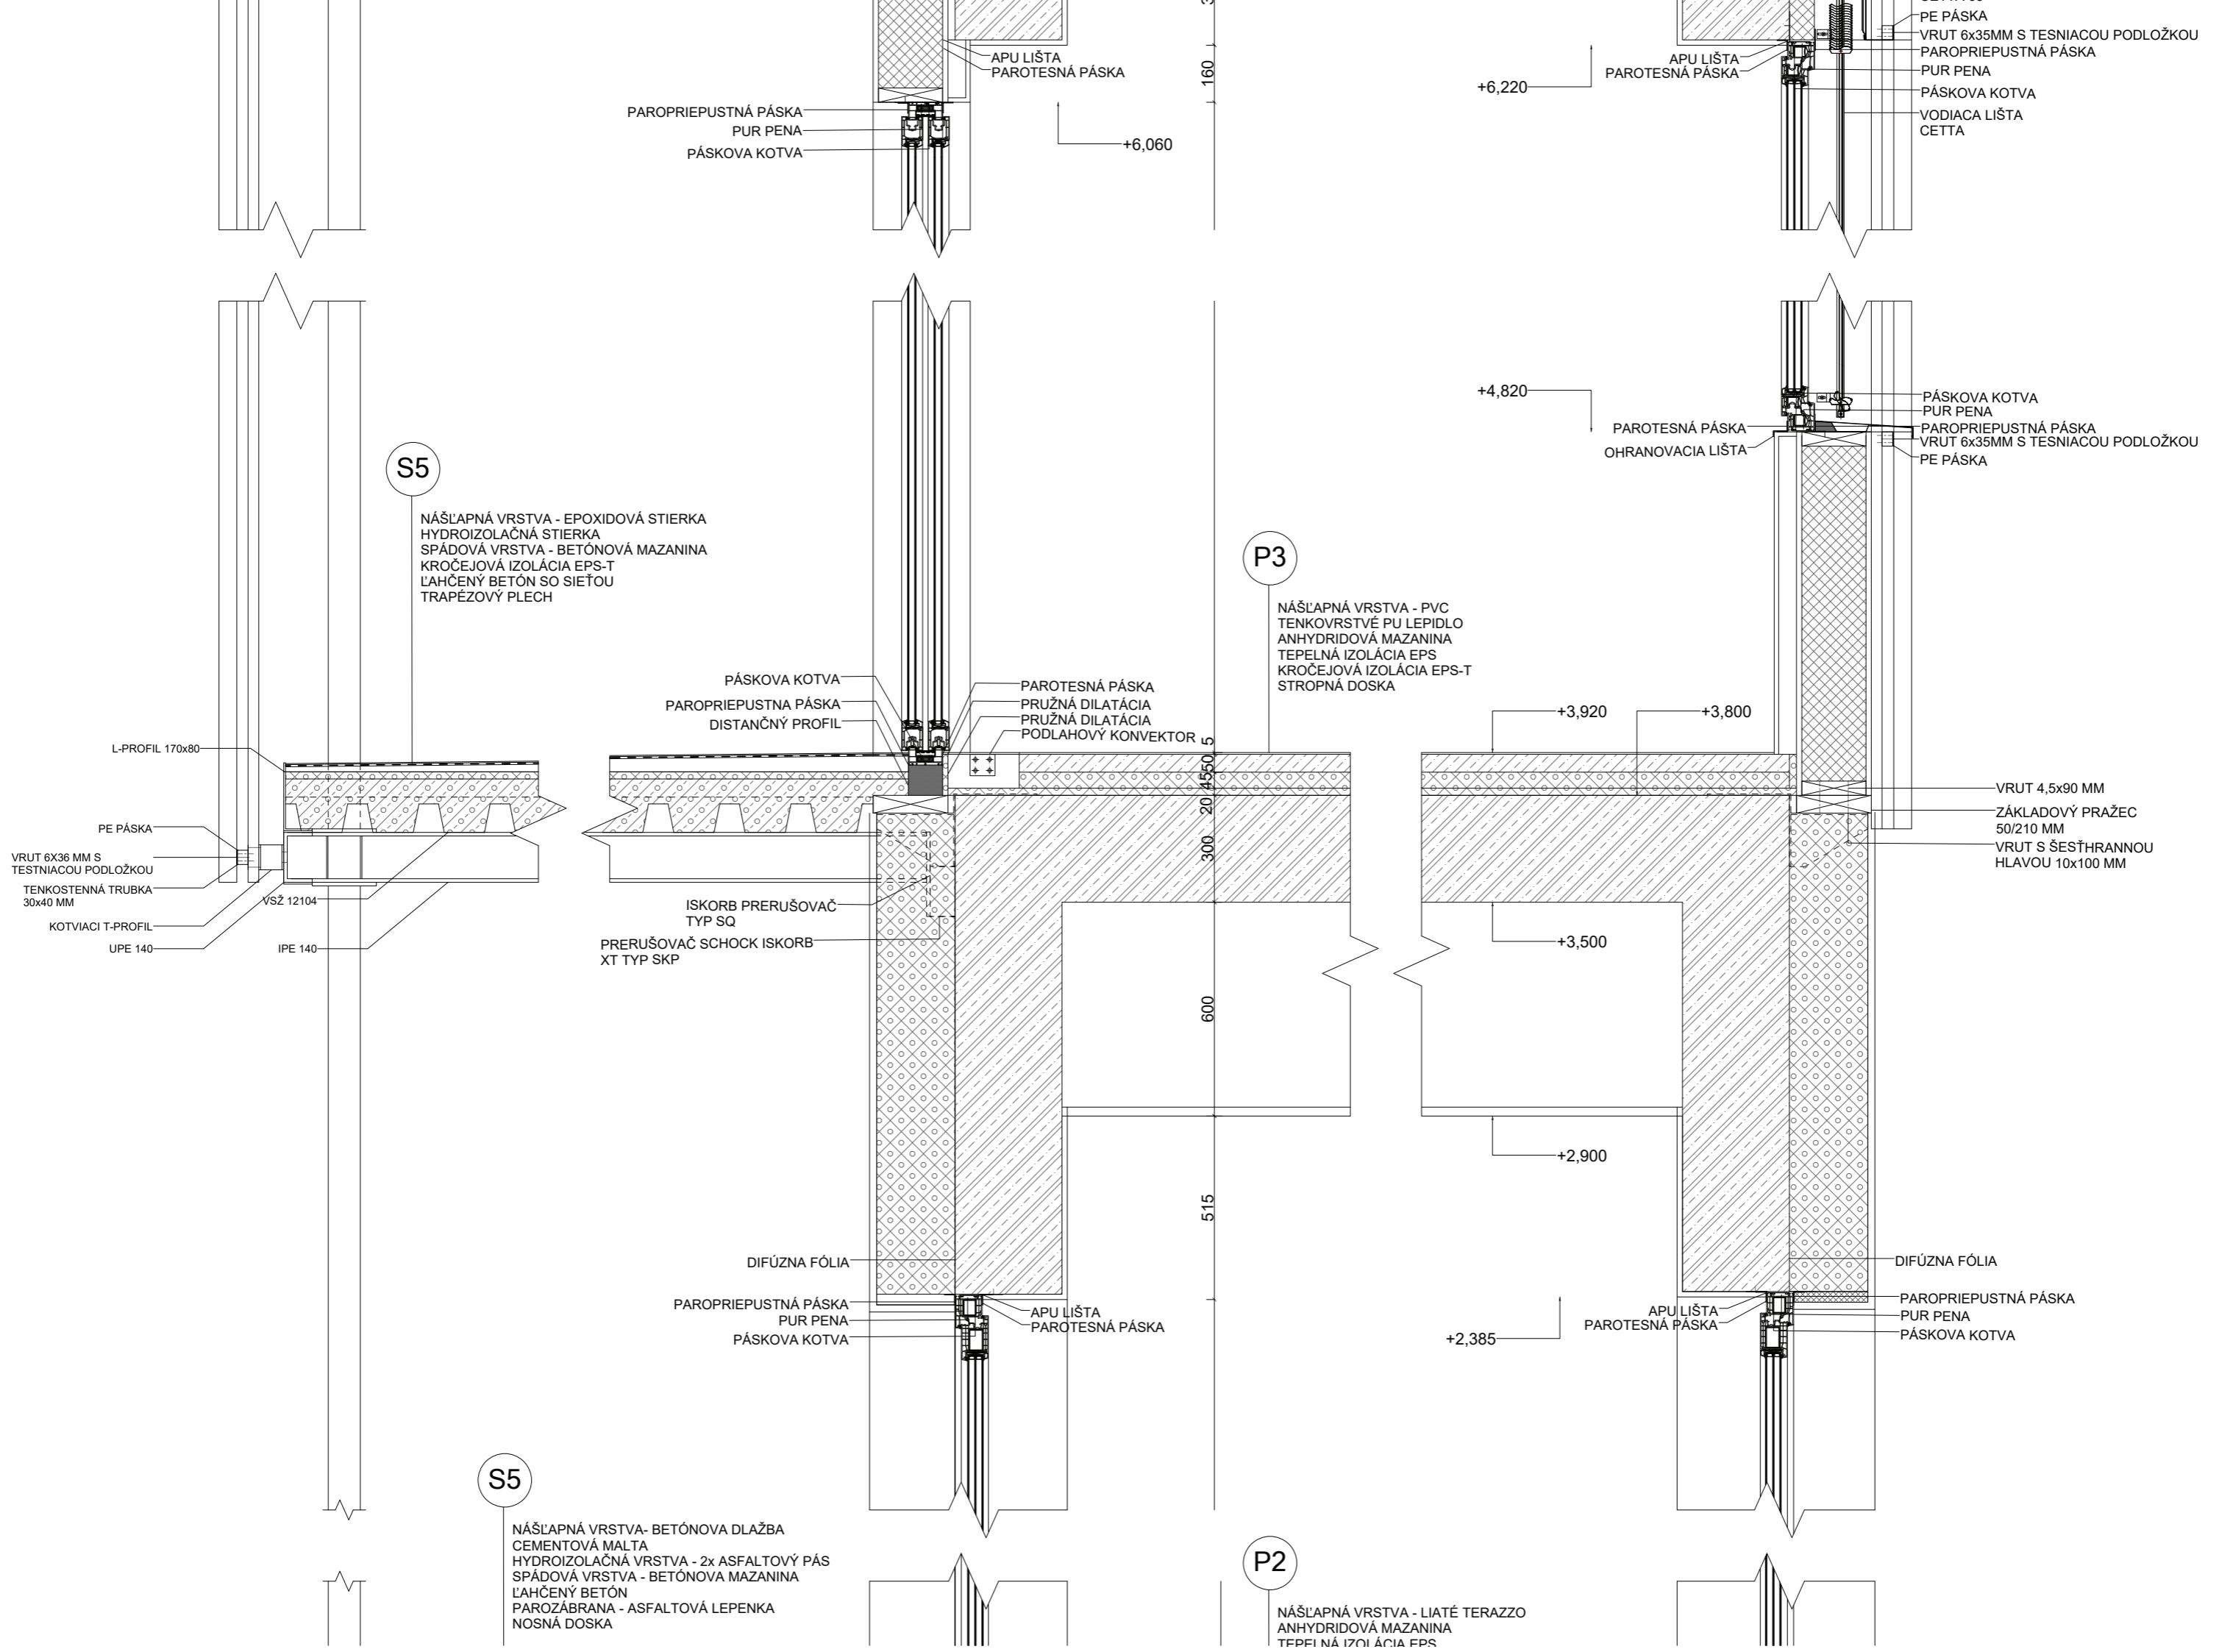 PE PÁSKA
VRUT 6x35MM S TESNIACOU PODLOŽKOU
PAROPRIEPUSTNÁ PÁSKA
PUR PENA
PÁSKOVA KOTVA
VODIACA LIŠTA
CETTA
APU LIŠTA
PAROTESNÁ PÁSKA
+6,220
APU LIŠTA
PAROTESNÁ PÁSKA
160
PAROPRIEPUSTNÁ PÁSKA
PUR PENA
PÁSKOVA KOTVA
+6,060
+4,820
PÁSKOVA KOTVA
PUR PENA
PAROPRIEPUSTNÁ PÁSKA
VRUT 6x35MM S TESNIACOU PODLOŽKOU
PE PÁSKA
PAROTESNÁ PÁSKA
OHRANOVACIA LIŠTA
S5
NÁŠĽAPNÁ VRSTVA - EPOXIDOVÁ STIERKA
HYDROIZOLAČNÁ STIERKA
SPÁDOVÁ VRSTVA - BETÓNOVÁ MAZANINA
KROČEJOVÁ IZOLÁCIA EPS-T
ĽAHČENÝ BETÓN SO SIEŤOU
TRAPÉZOVÝ PLECH
P3
NÁŠĽAPNÁ VRSTVA - PVC
TENKOVRSTVÉ PU LEPIDLO
ANHYDRIDOVÁ MAZANINA
TEPELNÁ IZOLÁCIA EPS
KROČEJOVÁ IZOLÁCIA EPS-T
STROPNÁ DOSKA
PÁSKOVA KOTVA
PAROPRIEPUSTNA PÁSKA
DISTANČNÝ PROFIL
PAROTESNÁ PÁSKA
PRUŽNÁ DILATÁCIA
PRUŽNÁ DILATÁCIA
PODLAHOVÝ KONVEKTOR
5
50
45
20
300
600
515
+3,920
+3,800
+3,500
+2,900
+2,385
L-PROFIL 170x80
PE PÁSKA
VRUT 6X36 MM S
TESTNIACOU PODLOŽKOU
TENKOSTENNÁ TRUBKA
30x40 MM
KOTVIACI T-PROFIL
UPE 140
VSŽ 12104
IPE 140
ISKORB PRERUŠOVAČ
TYP SQ
PRERUŠOVAČ SCHOCK ISKORB
XT TYP SKP
VRUT 4,5x90 MM
ZÁKLADOVÝ PRAŽEC
50/210 MM
VRUT S ŠESŤHRANNOU
HLAVOU 10x100 MM
DIFÚZNA FÓLIA
PAROPRIEPUSTNÁ PÁSKA
PUR PENA
PÁSKOVA KOTVA
APU LIŠTA
PAROTESNÁ PÁSKA
APU LIŠTA
PAROTESNÁ PÁSKA
DIFÚZNA FÓLIA
PAROPRIEPUSTNÁ PÁSKA
PUR PENA
PÁSKOVA KOTVA
S5
NÁŠĽAPNÁ VRSTVA- BETÓNOVA DLAŽBA
CEMENTOVÁ MALTA
HYDROIZOLAČNÁ VRSTVA - 2x ASFALTOVÝ PÁS
SPÁDOVÁ VRSTVA - BETÓNOVA MAZANINA
ĽAHČENÝ BETÓN
PAROZÁBRANA - ASFALTOVÁ LEPENKA
NOSNÁ DOSKA
P2
NÁŠĽAPNÁ VRSTVA - LIATÉ TERAZZO
ANHYDRIDOVÁ MAZANINA
TEPELNÁ IZOLÁCIA EPS